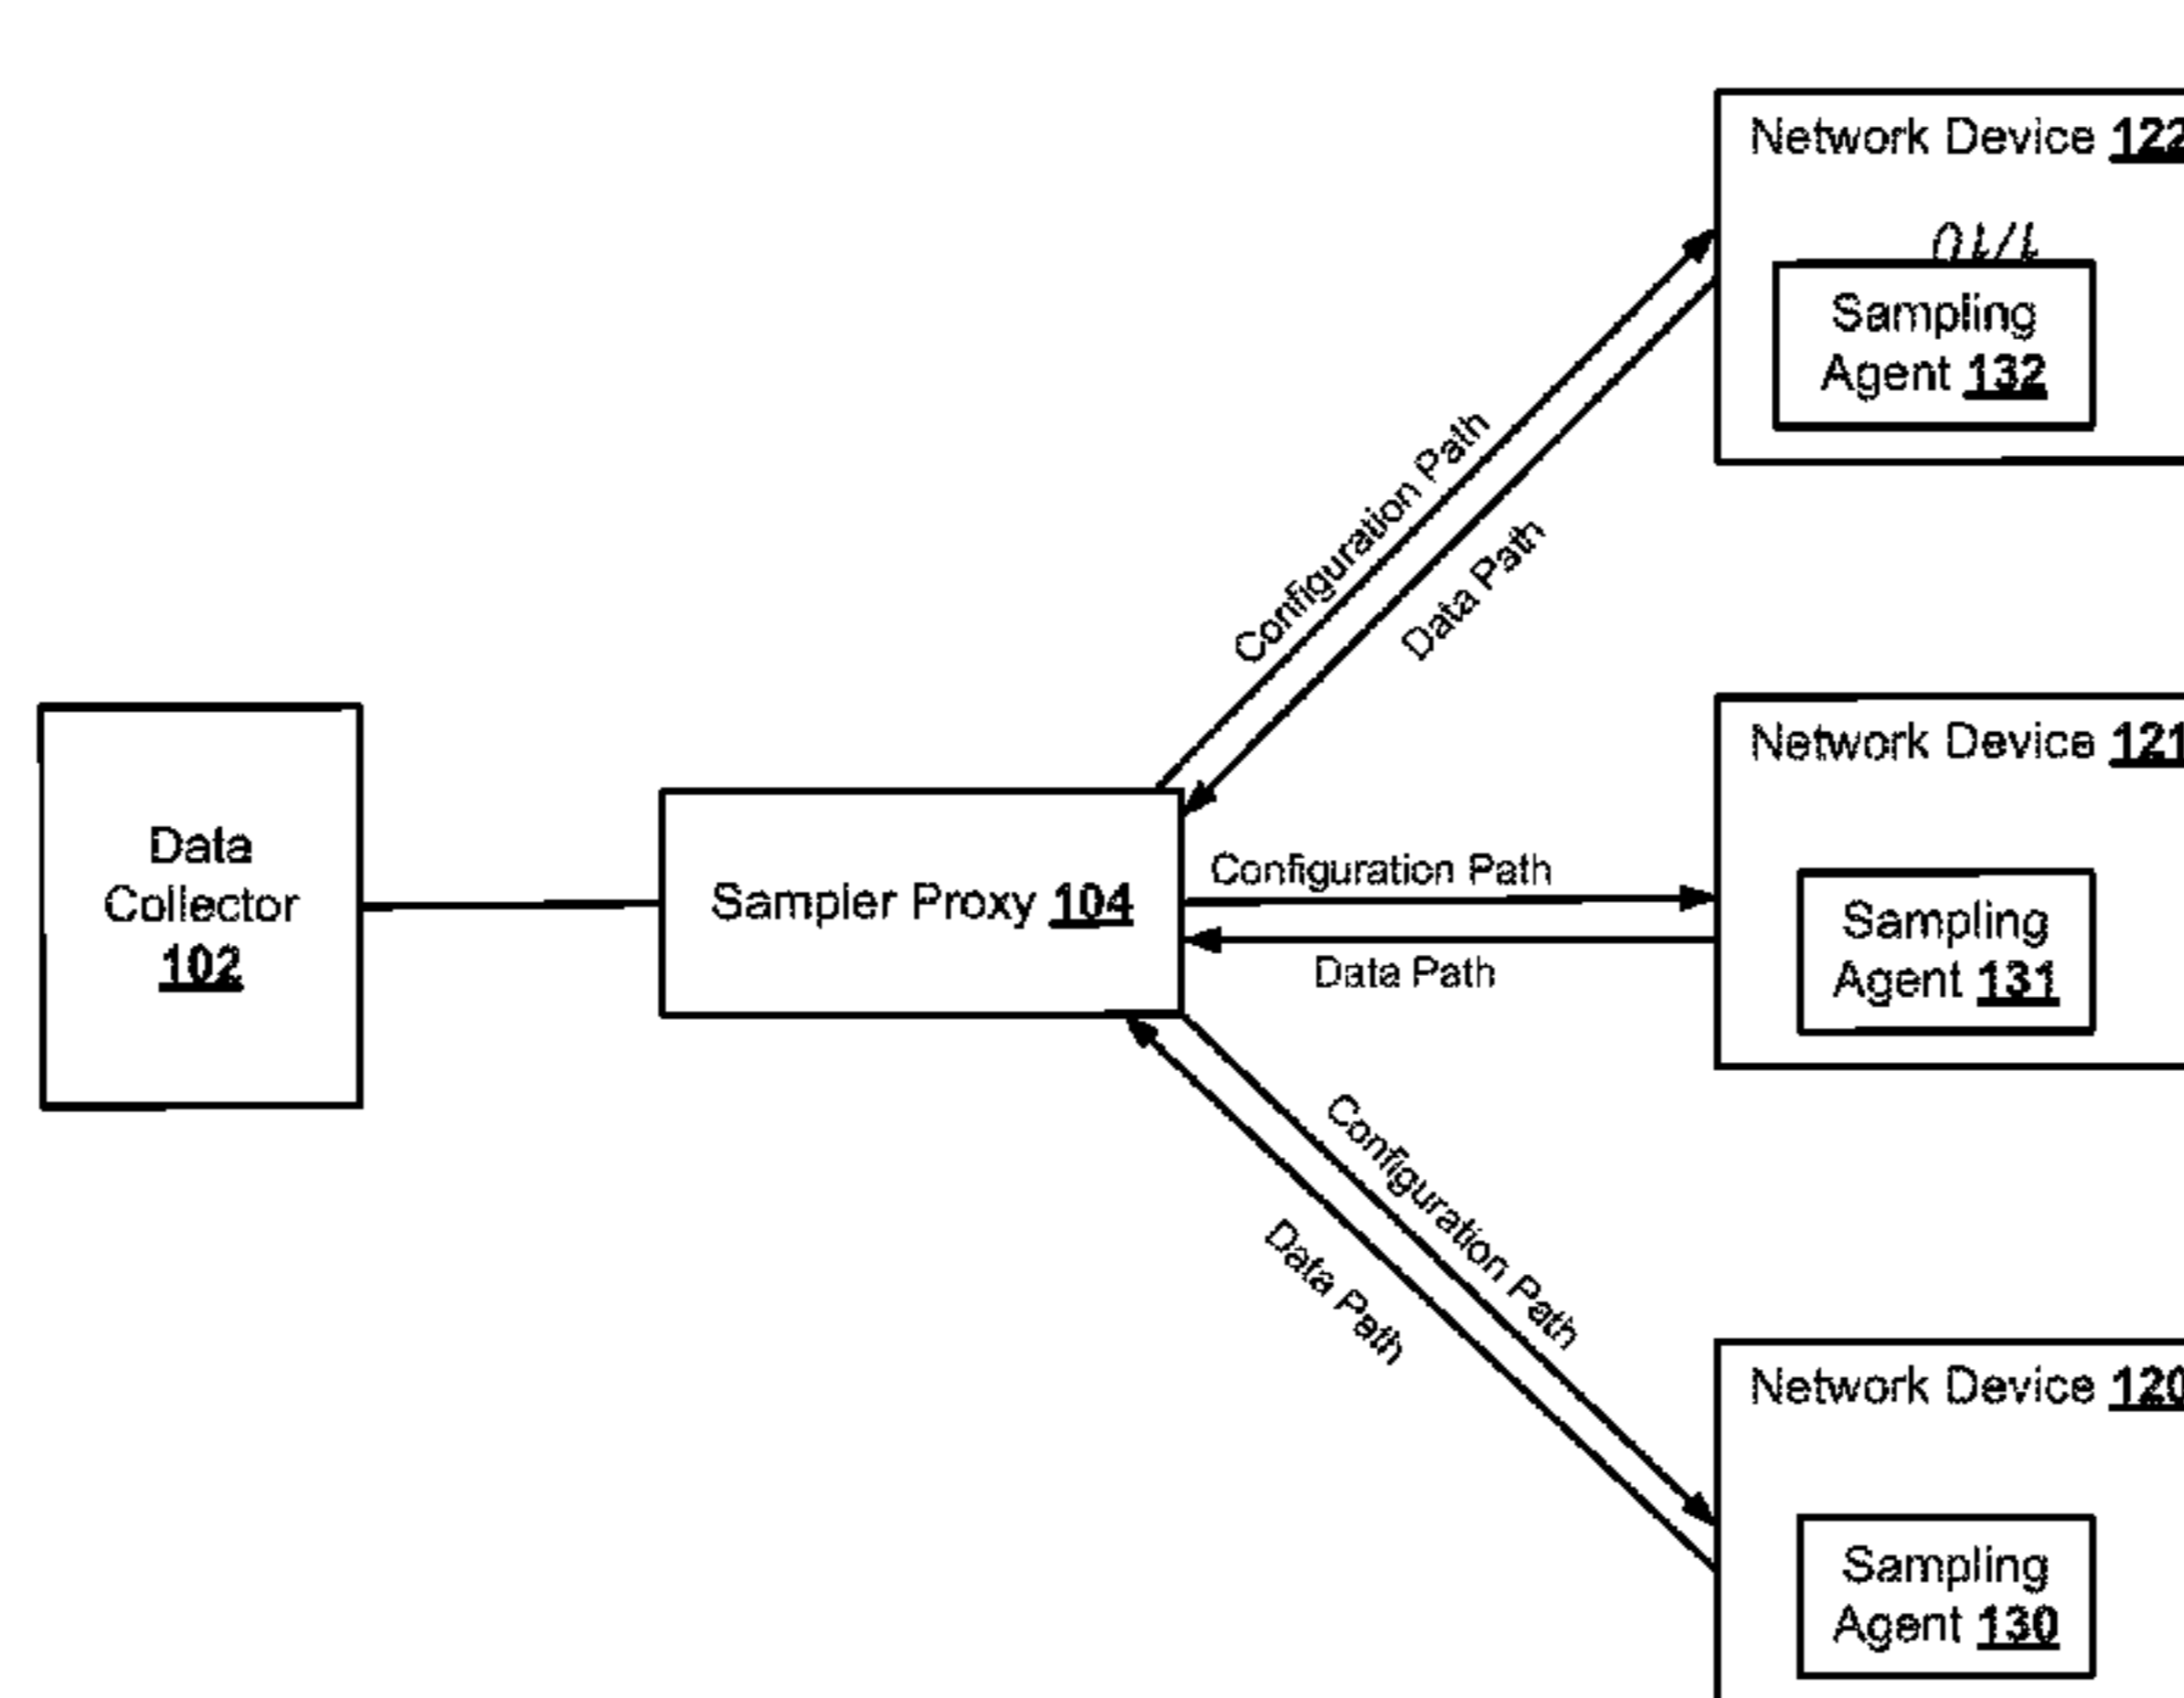 Network Device 122
Sampling
Agent 132
Configuration Path
Data Path
Network Device 121
Data
Collector
102
Sampler Proxy 104
Configuration Path
Data Path
Sampling
Agent 131
Configuration Path
Data Path
Network Device 120
Sampling
Agent 130